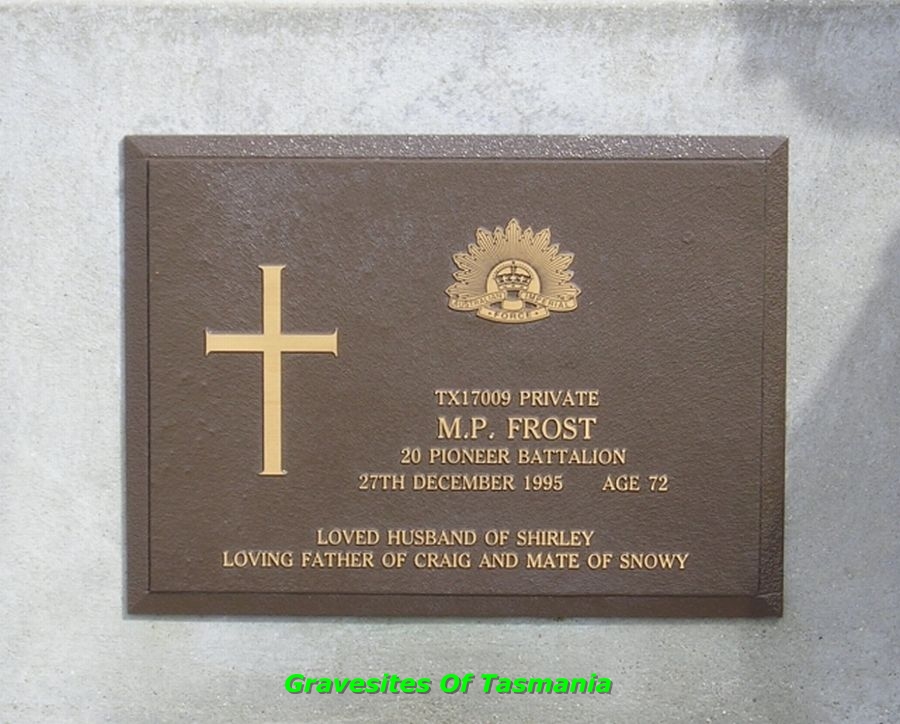 AUSTRALIAN IMPERIAL
FORCE
TX17009 PRIVATE
M.P. FROST
20 PIONEER BATTALION
27TH DECEMBER 1995 AGE 72
LOVED HUSBAND OF SHIRLEY
LOVING FATHER OF CRAIG AND MATE OF SNOWY
Gravesites Of Tasmania